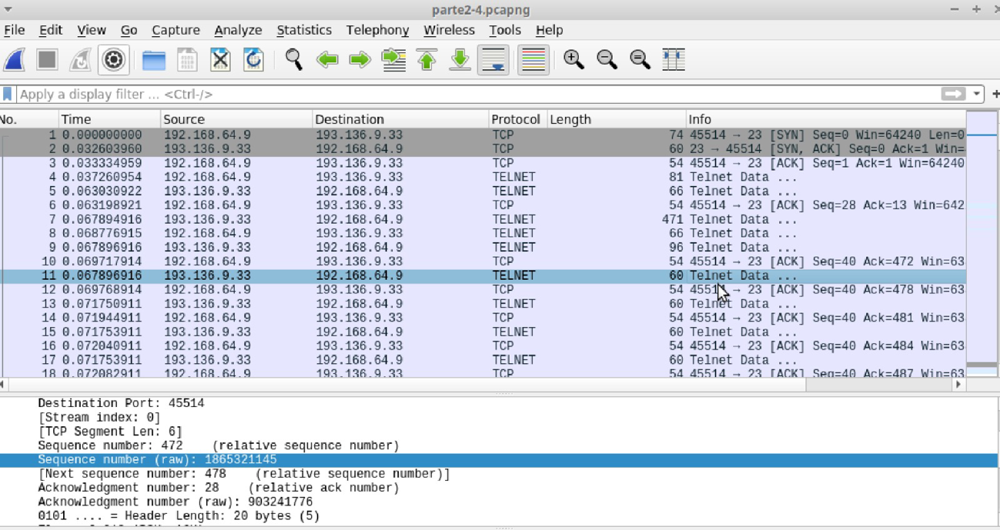 parte2-4.pcapng
File Edit View Go Capture Analyze Statistics Telephony Wireless Tools Help
Apply a display filter ... <Ctrl-/>
No. Time Source Destination Protocol Length Info
1 0.000000000 192.168.64.9 193.136.9.33 TCP 74 45514 → 23 [SYN] Seq=0 Win=64240 Len=0
2 0.032603960 192.168.64.9 193.136.9.33 TCP 60 23 → 45514 [SYN, ACK] Seq=0 Ack=1 Win=
3 0.033334959 192.168.64.9 193.136.9.33 TCP 54 45514 → 23 [ACK] Seq=1 Ack=1 Win=64240
4 0.037260954 192.168.64.9 193.136.9.33 TELNET 81 Telnet Data ...
5 0.063030922 192.168.64.9 192.168.64.9 TELNET 66 Telnet Data ...
6 0.063198921 192.168.64.9 193.136.9.33 TCP 54 45514 → 23 [ACK] Seq=28 Ack=13 Win=642
7 0.067894916 193.136.9.33 192.168.64.9 TELNET 471 Telnet Data ...
8 0.068776915 192.168.64.9 193.136.9.33 TELNET 66 Telnet Data ...
9 0.067896916 193.136.9.33 192.168.64.9 TELNET 96 Telnet Data ...
10 0.069717914 192.168.64.9 193.136.9.33 TCP 54 45514 → 23 [ACK] Seq=40 Ack=472 Win=63
11 0.067896916 193.136.9.33 192.168.64.9 TELNET 60 Telnet Data ...
12 0.069768914 192.168.64.9 193.136.9.33 TCP 54 45514 → 23 [ACK] Seq=40 Ack=478 Win=63
13 0.071750911 193.136.9.33 192.168.64.9 TELNET 60 Telnet Data ...
14 0.071944911 192.168.64.9 193.136.9.33 TCP 54 45514 → 23 [ACK] Seq=40 Ack=481 Win=63
15 0.071753911 193.136.9.33 192.168.64.9 TELNET 60 Telnet Data ...
16 0.072040911 192.168.64.9 193.136.9.33 TCP 54 45514 → 23 [ACK] Seq=40 Ack=484 Win=63
17 0.071753911 193.136.9.33 192.168.64.9 TELNET 60 Telnet Data ...
18 0.072082911 192.168.64.9 193.136.9.33 TCP 54 45514 → 23 [ACK] Seq=40 Ack=487 Win=63
Destination Port: 45514
[Stream index: 0]
[TCP Segment Len: 6]
Sequence number: 472 (relative sequence number)
Sequence number (raw): 1865321145
[Next sequence number: 478 (relative sequence number)]
Acknowledgment number: 28 (relative ack number)
Acknowledgment number (raw): 903241776
0101 .... = Header Length: 20 bytes (5)